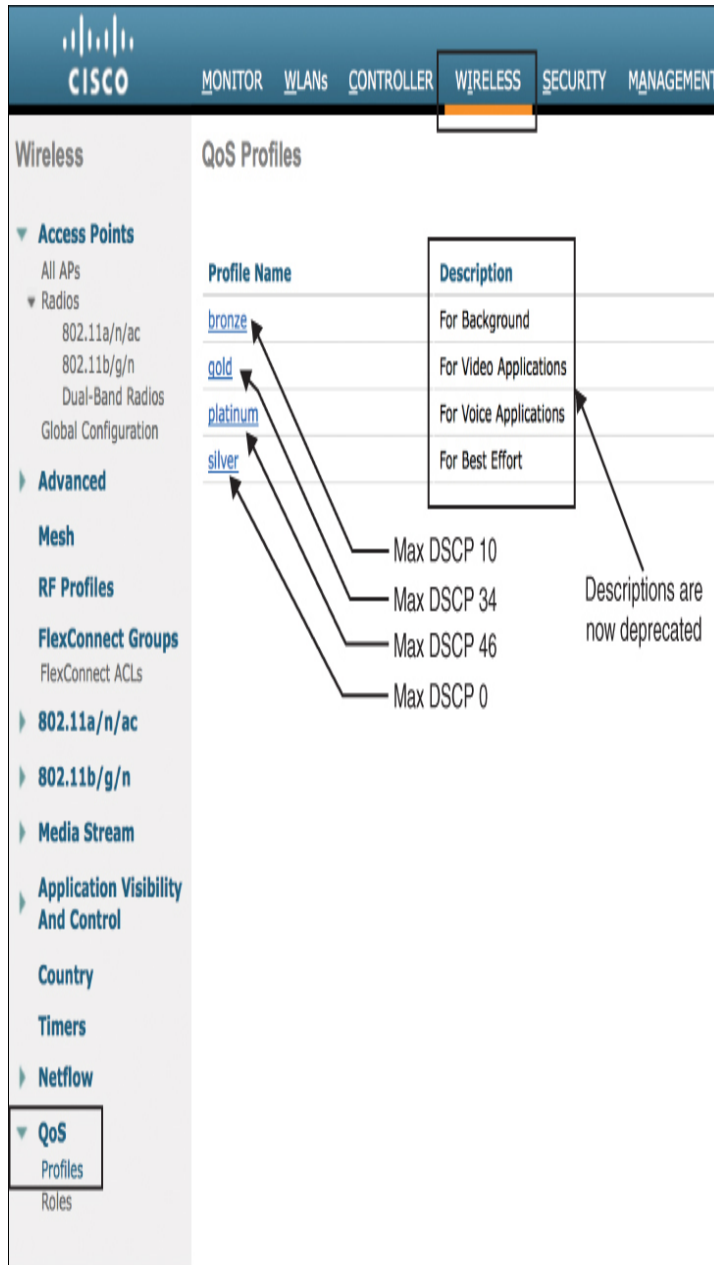 CISCO
MONITOR WLANs CONTROLLER WIRELESS SECURITY MANAGEMENT
Wireless
Access Points
All APs
Radios
802.11a/n/ac
802.11b/g/n
Dual-Band Radios
Global Configuration
Advanced
Mesh
RF Profiles
FlexConnect Groups
FlexConnect ACLs
802.11a/n/ac
802.11b/g/n
Media Stream
Application Visibility
And Control
Country
Timers
Netflow
QoS
Profiles
Roles
QoS Profiles
Profile Name Description
bronze For Background
gold For Video Applications
platinum For Voice Applications
silver For Best Effort
Max DSCP 10
Max DSCP 34
Max DSCP 46
Max DSCP 0
Descriptions are
now deprecated